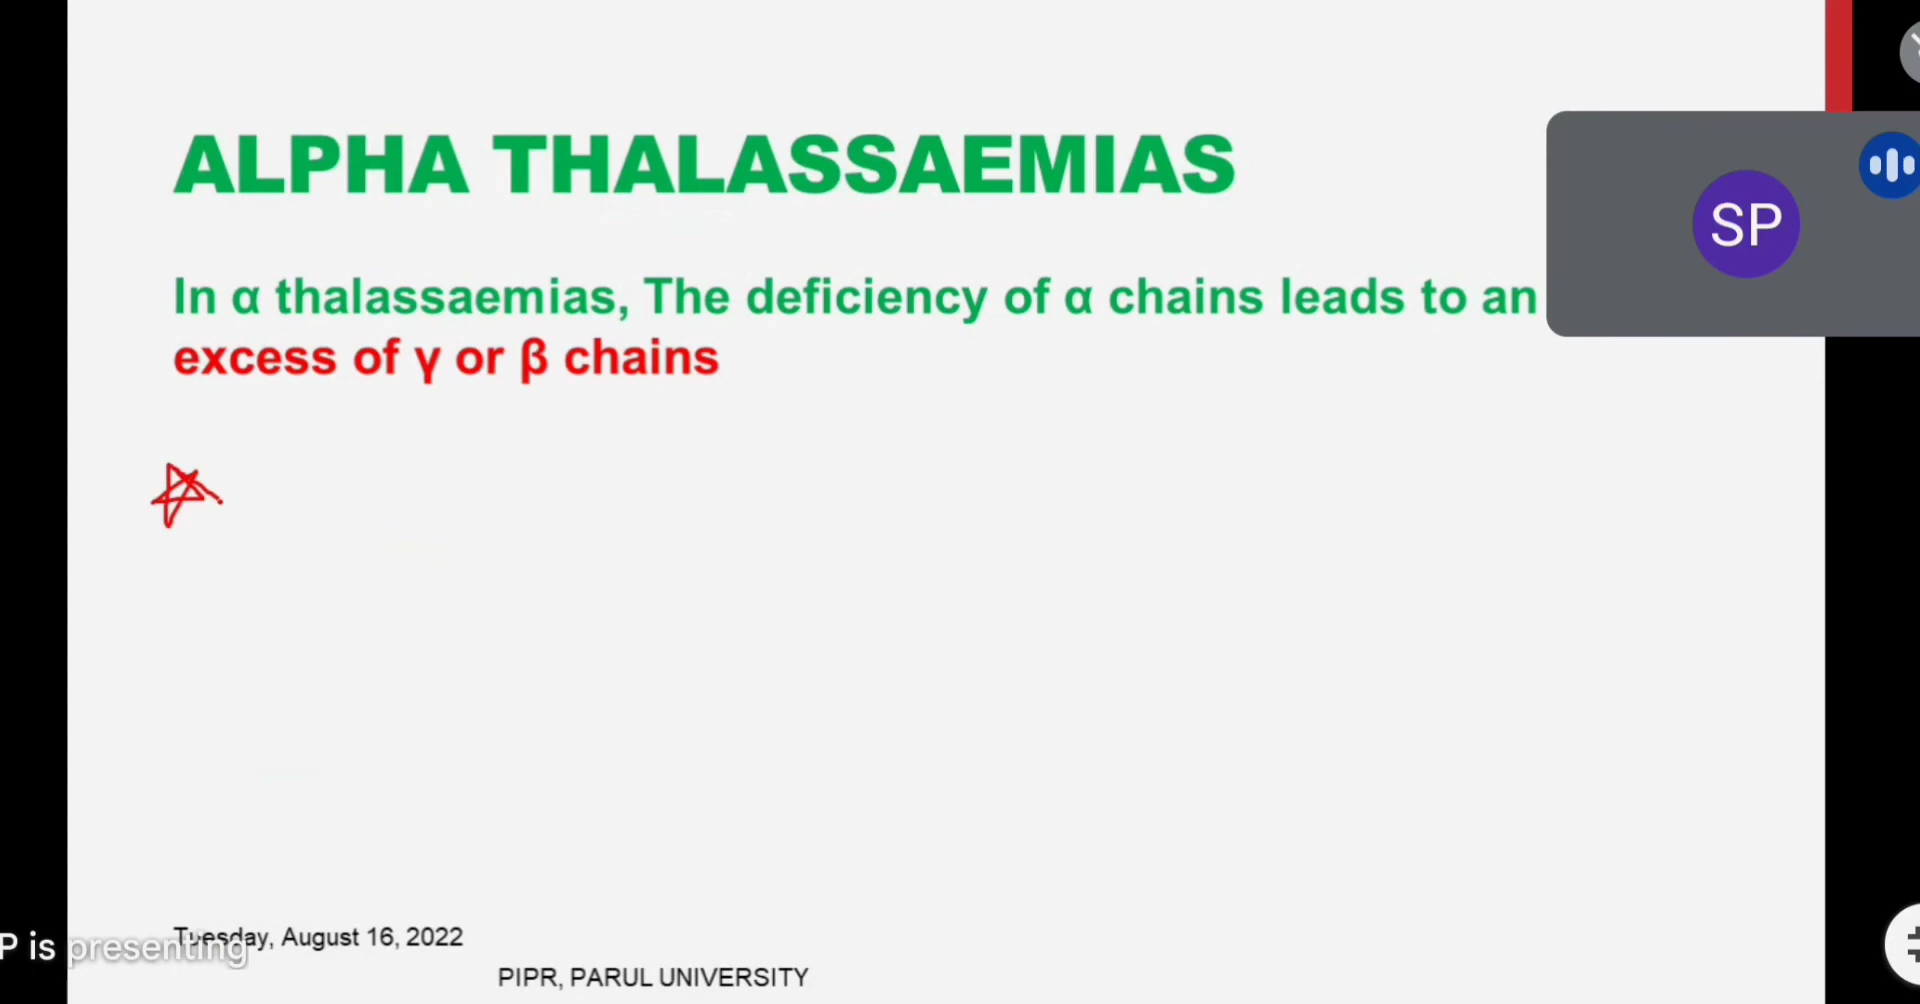 ALPHA THALASSAEMIAS
SP
In α thalassaemias, The deficiency of α chains leads to an
excess of γ or β chains
Tuesday, August 16, 2022
P is presenting
PIPR, PARUL UNIVERSITY